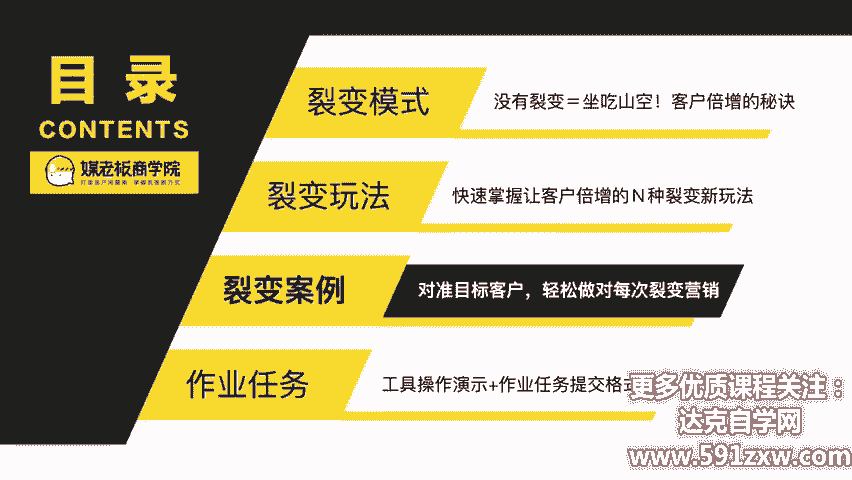 目录
CONTENTS
媒老板商学院
裂变模式
没有裂变=坐吃山空！客户倍增的秘诀
裂变玩法
快速掌握让客户倍增的N种裂变新玩法
裂变案例
对准目标客户，轻松做对每次裂变营销
作业任务
工具操作演示+作业任务提交格
更多优质课程关注：
达克自学网
www.591zxw.com